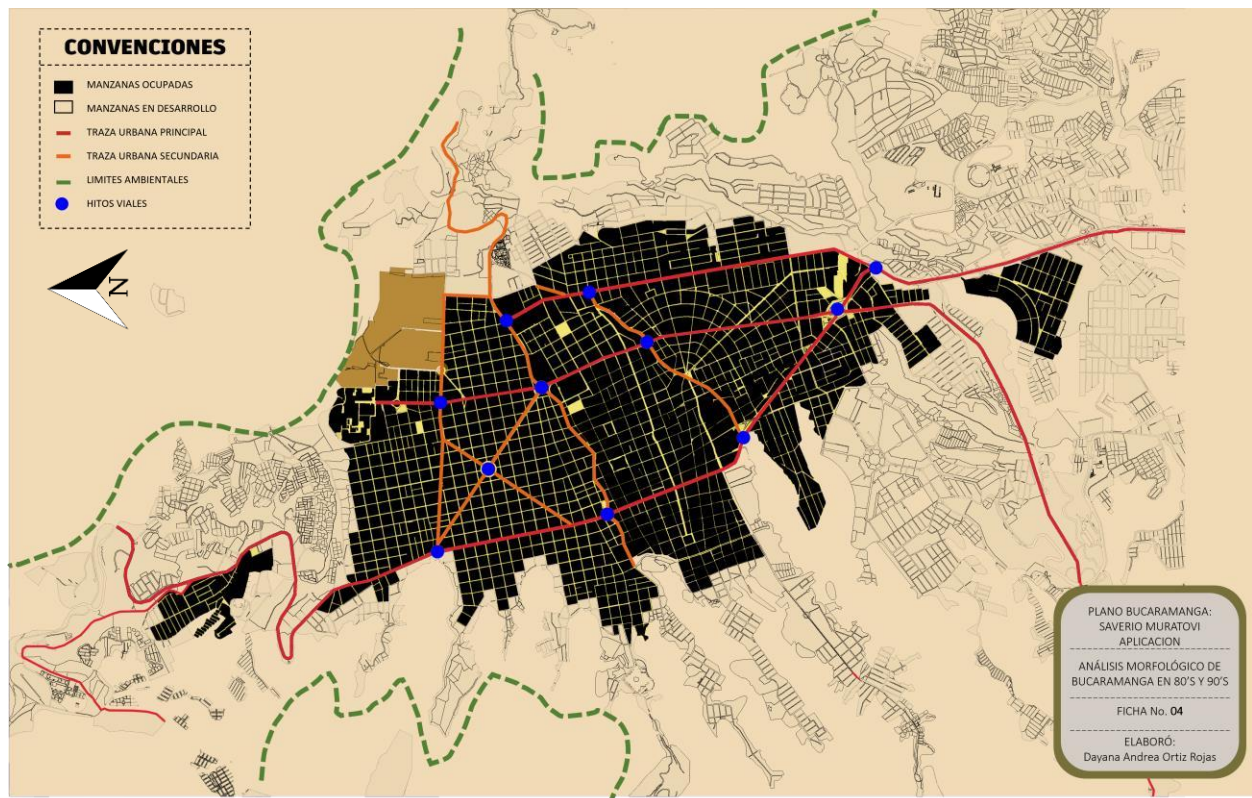 CONVENCIONES
MANZANAS OCUPADAS
MANZANAS EN DESARROLLO
TRAZA URBANA PRINCIPAL
TRAZA URBANA SECUNDARIA
LIMITES AMBIENTALES
HITOS VIALES
N
PLANO BUCARAMANGA:
SAVERIO MURATOVI
APLICACION
ANÁLISIS MORFOLÓGICO DE
BUCARAMANGA EN 80'S Y 90'S
FICHA No. 04
ELABORÓ:
Dayana Andrea Ortiz Rojas